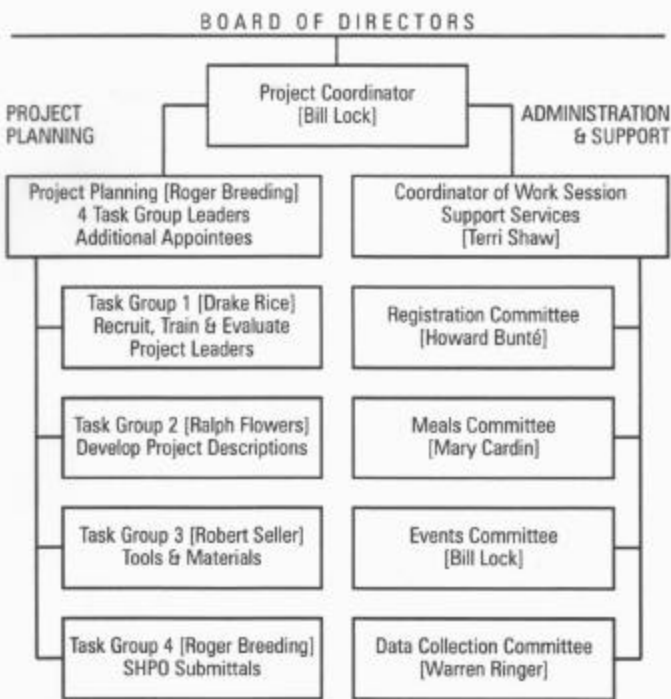 BOARD OF DIRECTORS
Project Coordinator
[Bill Lock]
PROJECT
PLANNING
ADMINISTRATION
& SUPPORT
Project Planning [Roger Breeding]
4 Task Group Leaders
Additional Appointees
Coordinator of Work Session
Support Services
[Terri Shaw]
Task Group 1 [Drake Rice]
Recruit, Train & Evaluate
Project Leaders
Registration Committee
[Howard Bunté]
Task Group 2 [Ralph Flowers]
Develop Project Descriptions
Meals Committee
[Mary Cardin]
Task Group 3 [Robert Seller]
Tools & Materials
Events Committee
[Bill Lock]
Task Group 4 [Roger Breeding]
SHPO Submittals
Data Collection Committee
[Warren Ringer]